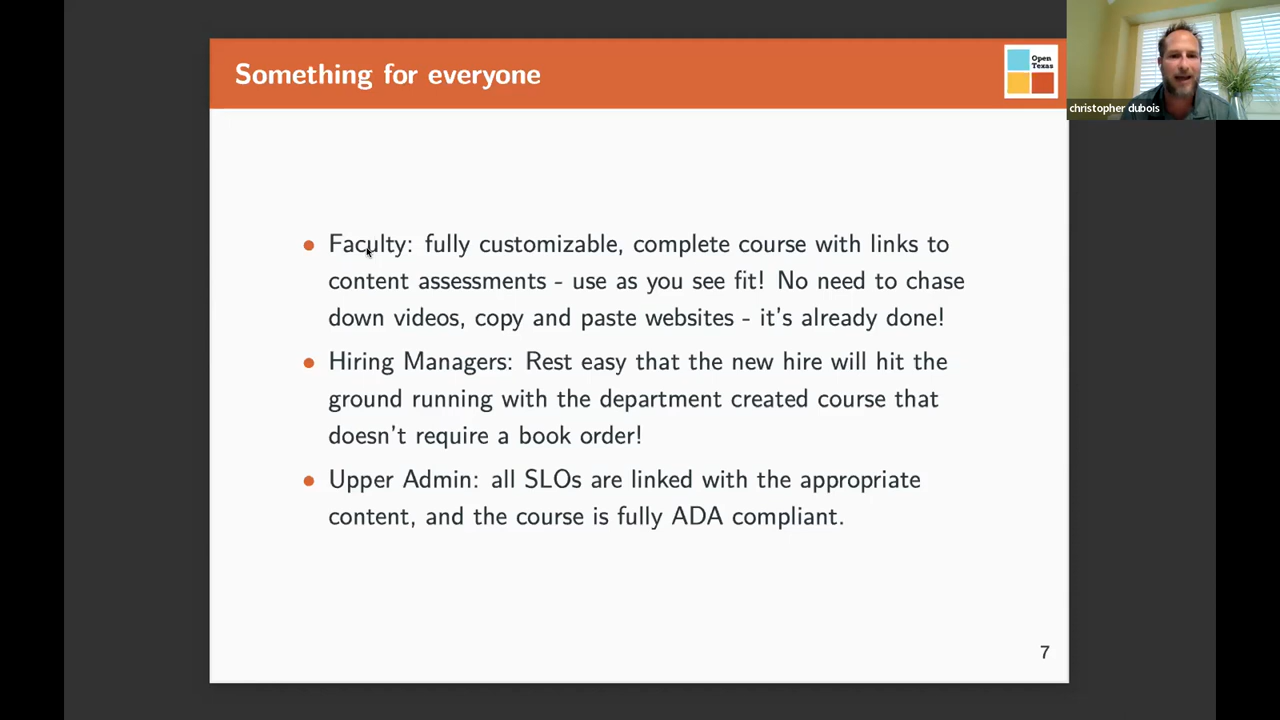 Something for everyone
Open
Texas
christopher dubois
● Faculty: fully customizable, complete course with links to
content assessments - use as you see fit! No need to chase
down videos, copy and paste websites - it's already done!
● Hiring Managers: Rest easy that the new hire will hit the
ground running with the department created course that
doesn't require a book order!
● Upper Admin: all SLOs are linked with the appropriate
content, and the course is fully ADA compliant.
7